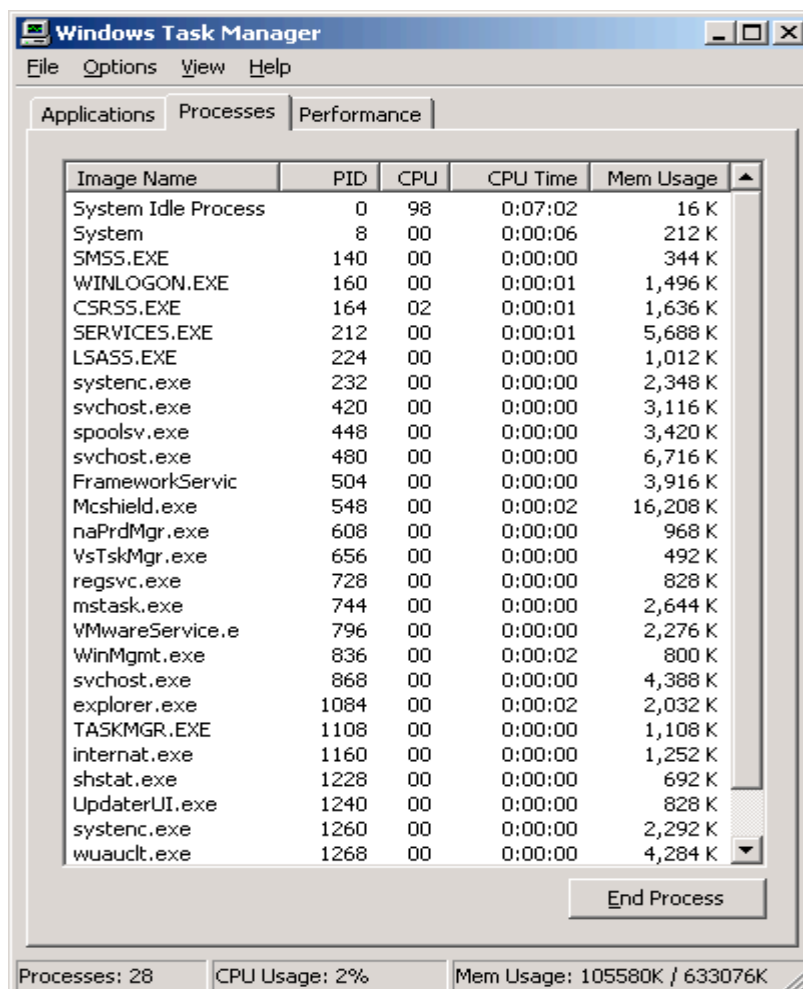 Windows Task Manager
File Options View Help
Applications Processes Performance
Image Name PID CPU CPU Time Mem Usage
System Idle Process 0 98 0:07:02 16 K
System 8 00 0:00:06 212 K
SMSS.EXE 140 00 0:00:00 344 K
WINLOGON.EXE 160 00 0:00:01 1,496 K
CSRSS.EXE 164 02 0:00:01 1,636 K
SERVICES.EXE 212 00 0:00:01 5,688 K
LSASS.EXE 224 00 0:00:00 1,012 K
systenc.exe 232 00 0:00:00 2,348 K
svchost.exe 420 00 0:00:00 3,116 K
spoolsv.exe 448 00 0:00:00 3,420 K
svchost.exe 480 00 0:00:00 6,716 K
FrameworkServic 504 00 0:00:00 3,916 K
Mcshield.exe 548 00 0:00:02 16,208 K
naPrdMgr.exe 608 00 0:00:00 968 K
VsTskMgr.exe 656 00 0:00:00 492 K
regsvc.exe 728 00 0:00:00 828 K
mstask.exe 744 00 0:00:00 2,644 K
VMwareService.e 796 00 0:00:00 2,276 K
WinMgmt.exe 836 00 0:00:02 800 K
svchost.exe 868 00 0:00:00 4,388 K
explorer.exe 1084 00 0:00:02 2,032 K
TASKMGR.EXE 1108 00 0:00:00 1,108 K
internat.exe 1160 00 0:00:00 1,252 K
shstat.exe 1228 00 0:00:00 692 K
UpdaterUI.exe 1240 00 0:00:00 828 K
systenc.exe 1260 00 0:00:00 2,292 K
wuauclt.exe 1268 00 0:00:00 4,284 K
End Process
Processes: 28 CPU Usage: 2% Mem Usage: 105580K / 633076K